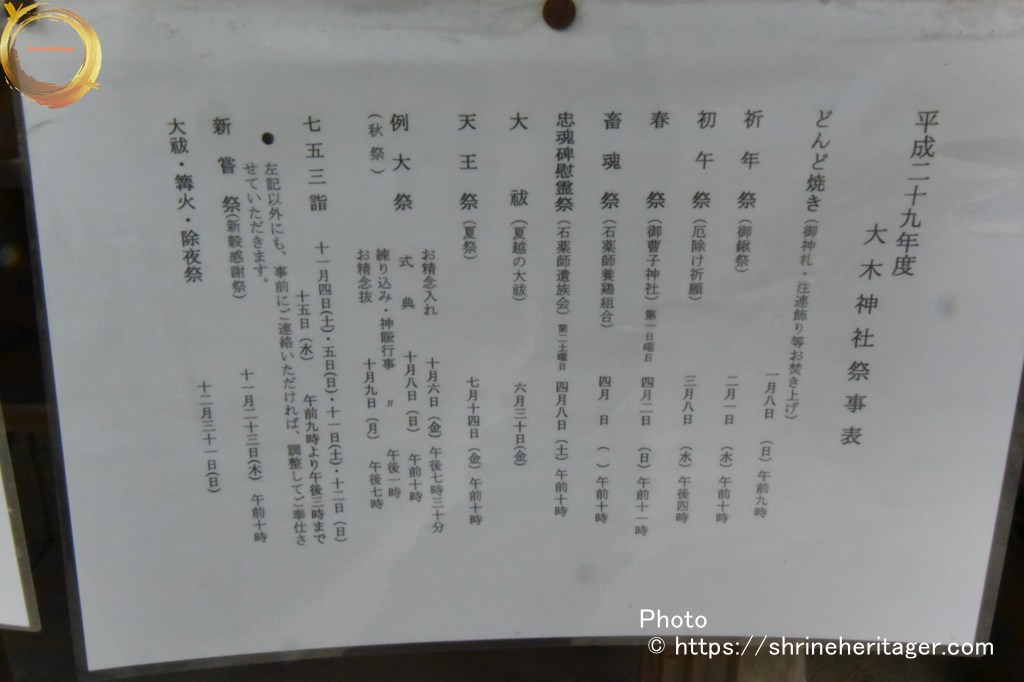 平成二十九年度
大木神社祭事表
どんど焼き(御神札・注連飾り等お焚き上げ) 一月八日 (日) 午前九時
祈年祭(御鍬祭) 二月一日 (水) 午前十時
初午祭(厄除け祈願) 三月八日 (水) 午後四時
春祭(御曹子神社) 第一日曜日 四月二日 (日) 午前十一時
畜魂祭(石薬師養鶏組合) 四月 日 ( ) 午前十時
忠魂碑慰霊祭(石薬師遺族会) 第二土曜日 四月八日 (土) 午前十時
大祓(夏越の大祓) 六月三十日(金)
天王祭(夏祭) 七月十四日 (金) 午前十時
例大祭 お精念入れ 十月六日 (金) 午後七時三十分
(秋祭) 式典 十月八日 (日) 午前十時
練り込み・神賑行事 〃 午後一時
お精念抜 十月九日 (月) 午後七時
七五三詣 十一月四日(土)・五日(日)・十一日(土)・十二日(日)
十五日 (水) 午前九時より午後三時まで
● 左記以外にも、事前にご連絡いただければ、調整してご奉仕さ
せていただきます。
新嘗祭(新穀感謝祭) 十一月二十三日(木) 午前十時
大祓・篝火・除夜祭 十二月三十一日(日)
Photo
© https://shrineheritager.com